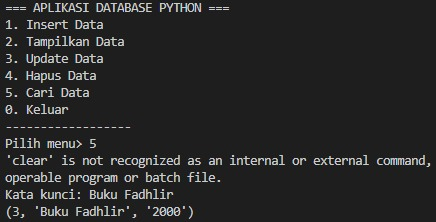 === APLIKASI DATABASE PYTHON ===
1. Insert Data
2. Tampilkan Data
3. Update Data
4. Hapus Data
5. Cari Data
0. Keluar
------------------
Pilih menu> 5
'clear' is not recognized as an internal or external command,
operable program or batch file.
Kata kunci: Buku Fadhlir
(3, 'Buku Fadhlir', '2000')